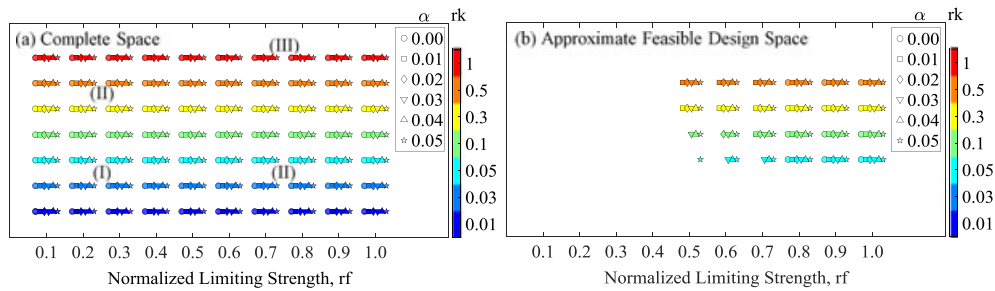 α rk
(a) Complete Space
(III)
(II)
(I) (II)
0.00
0.01
0.02
0.03
0.04
0.05
1
0.5
0.3
0.1
0.05
0.03
0.01
0.1 0.2 0.3 0.4 0.5 0.6 0.7 0.8 0.9 1.0
Normalized Limiting Strength, rf
α rk
(b) Approximate Feasible Design Space
0.00
0.01
0.02
0.03
0.04
0.05
1
0.5
0.3
0.1
0.05
0.03
0.01
0.1 0.2 0.3 0.4 0.5 0.6 0.7 0.8 0.9 1.0
Normalized Limiting Strength, rf